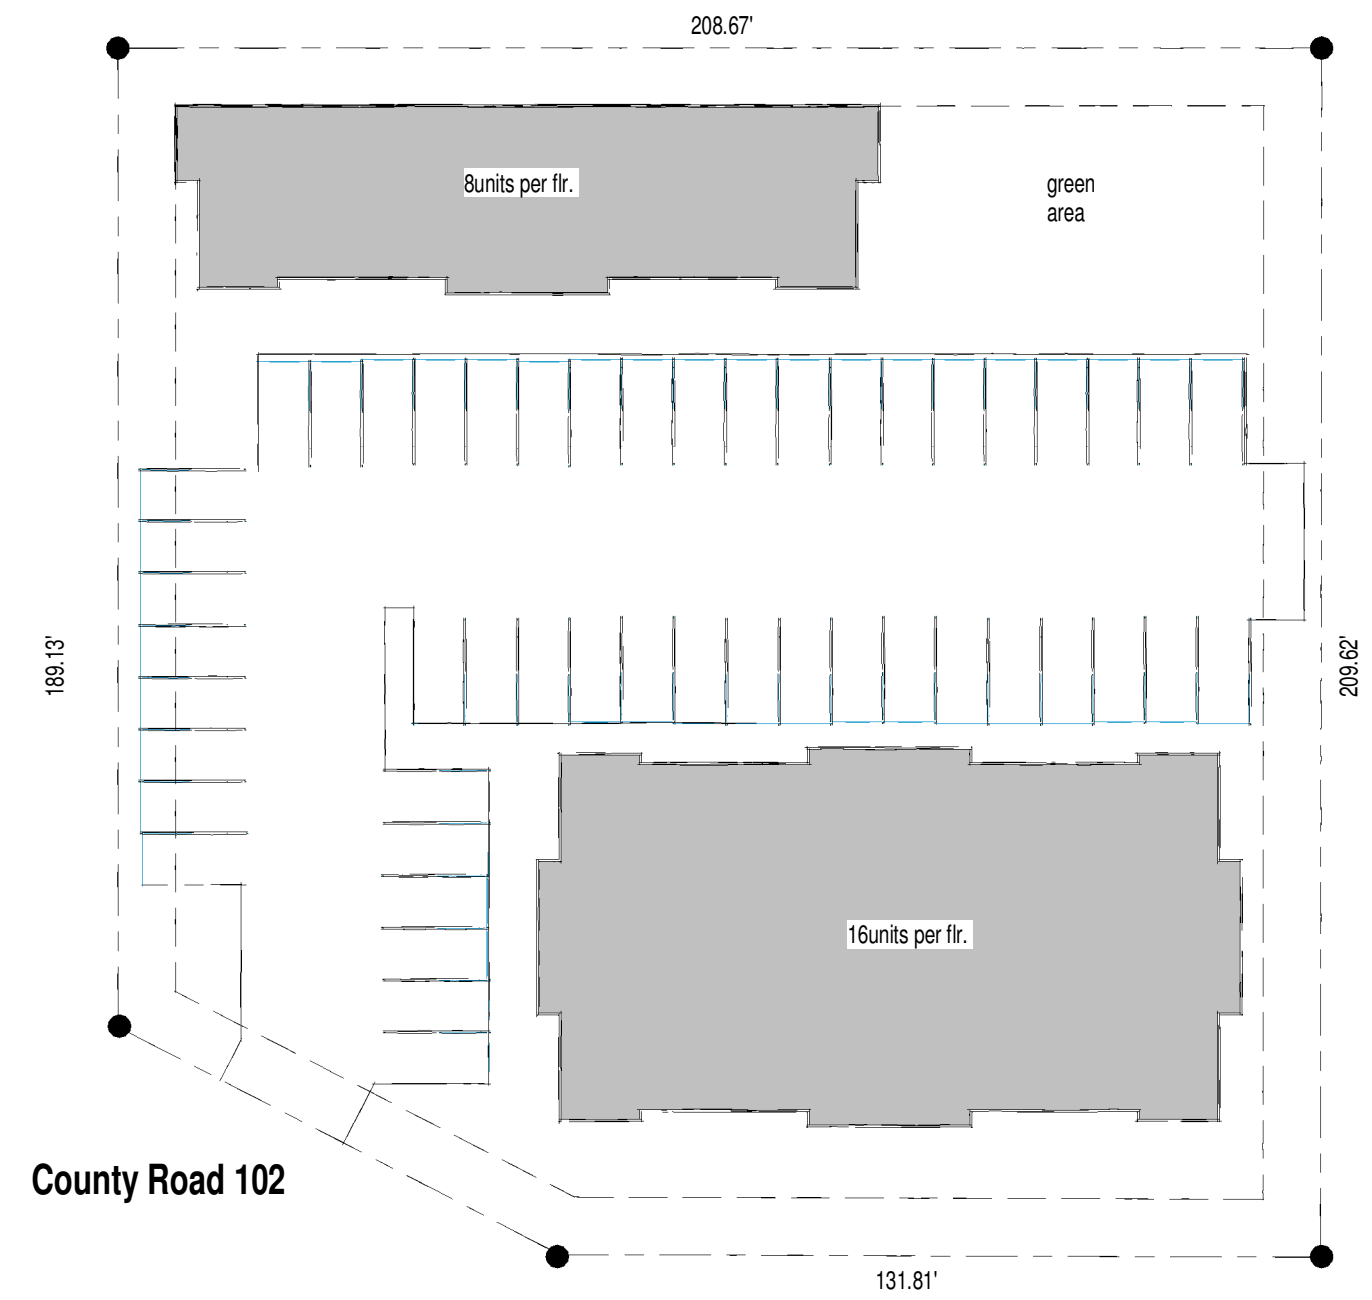 208.67'
8units per flr.
green
area
189.13'
209.62'
16units per flr.
County Road 102
131.81'